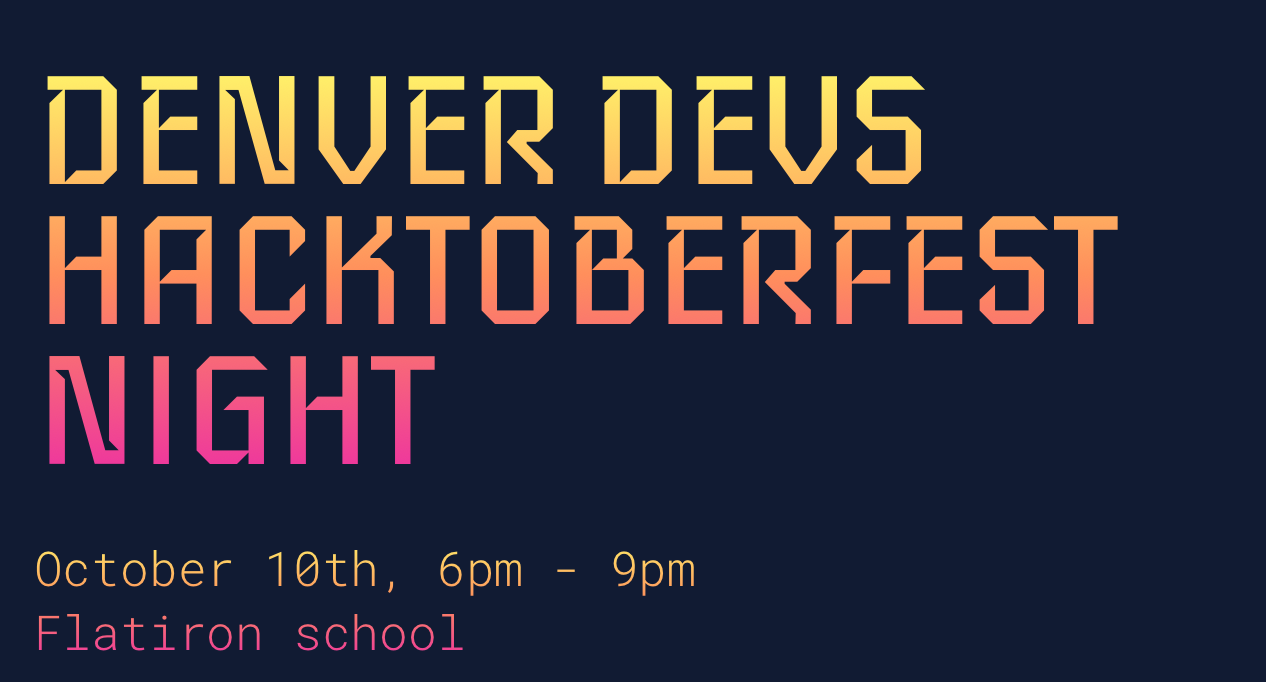 DENVER DEVS
HACKTOBERFEST
NIGHT
October 10th, 6pm - 9pm
Flatiron school